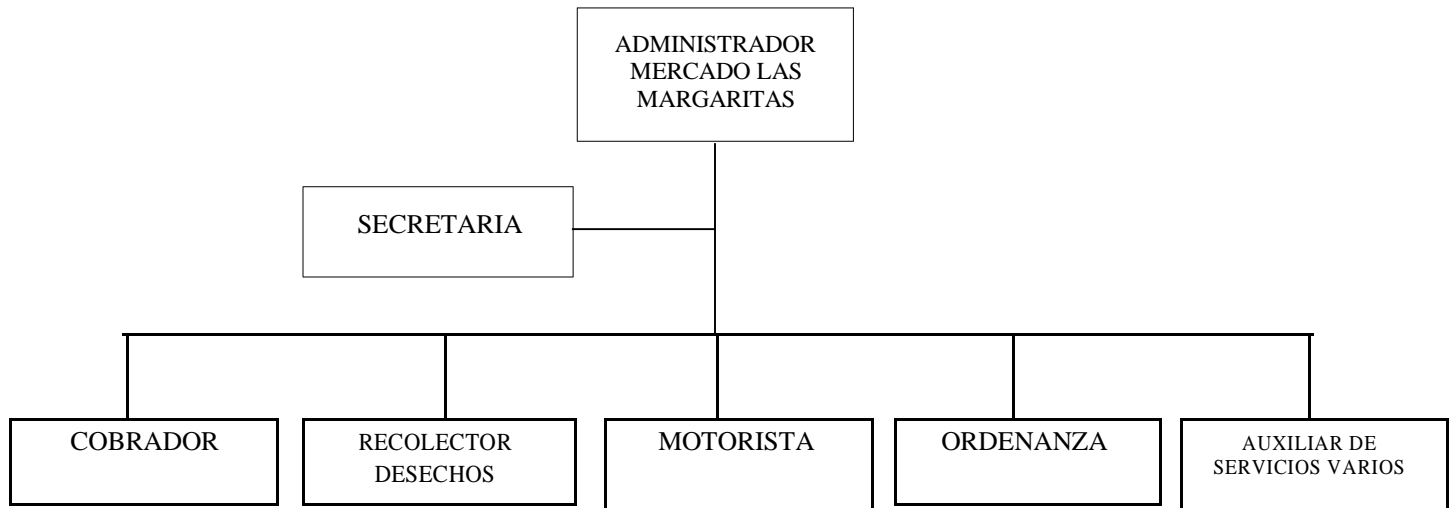 ADMINISTRADOR
MERCADO LAS
MARGARITAS
SECRETARIA
COBRADOR
RECOLECTOR
DESECHOS
MOTORISTA
ORDENANZA
AUXILIAR DE
SERVICIOS VARIOS